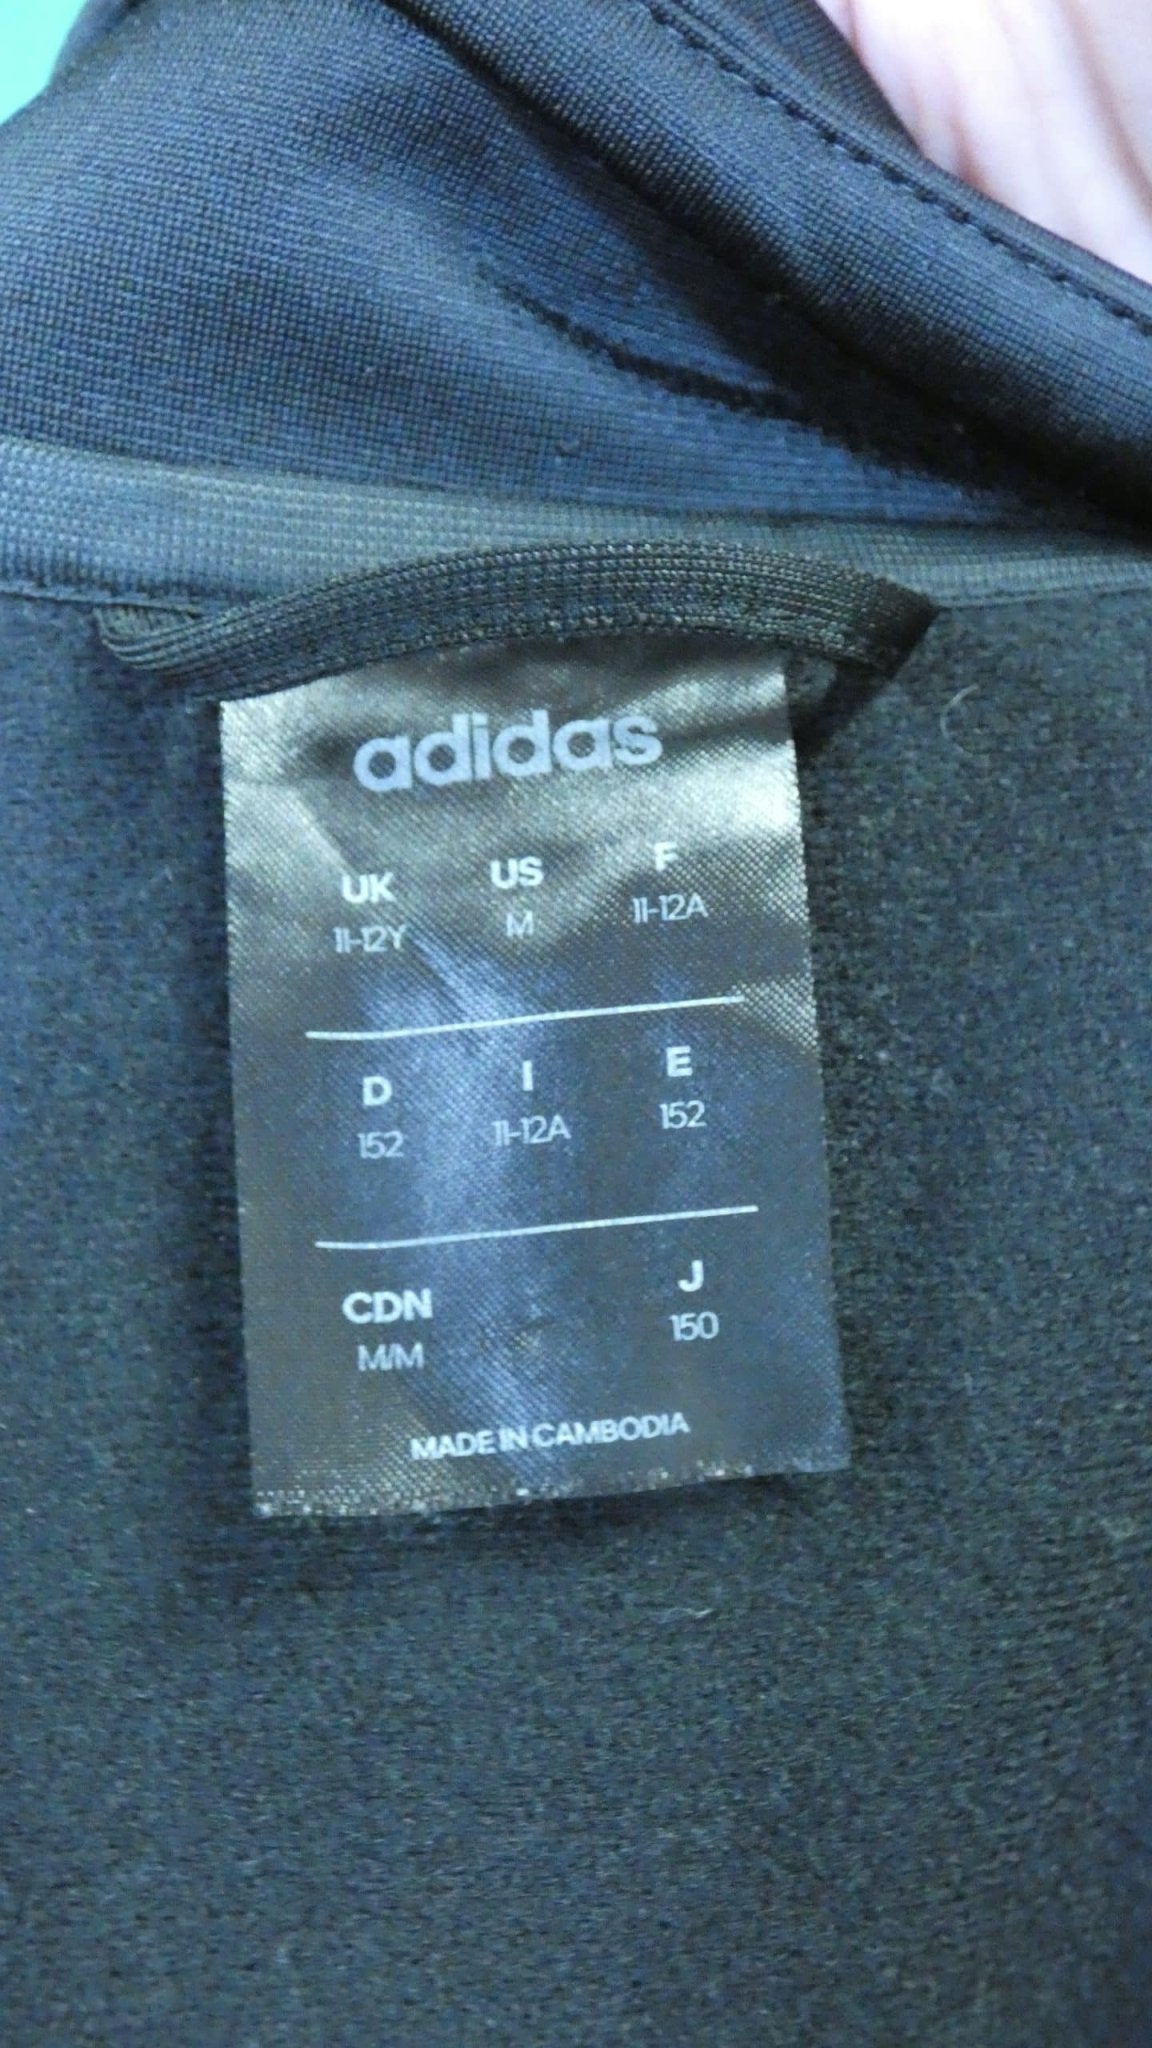 adidas
UK US F
11-12Y M 11-12A
D I E
152 11-12A 152
CDN J
M/M 150
MADE IN CAMBODIA